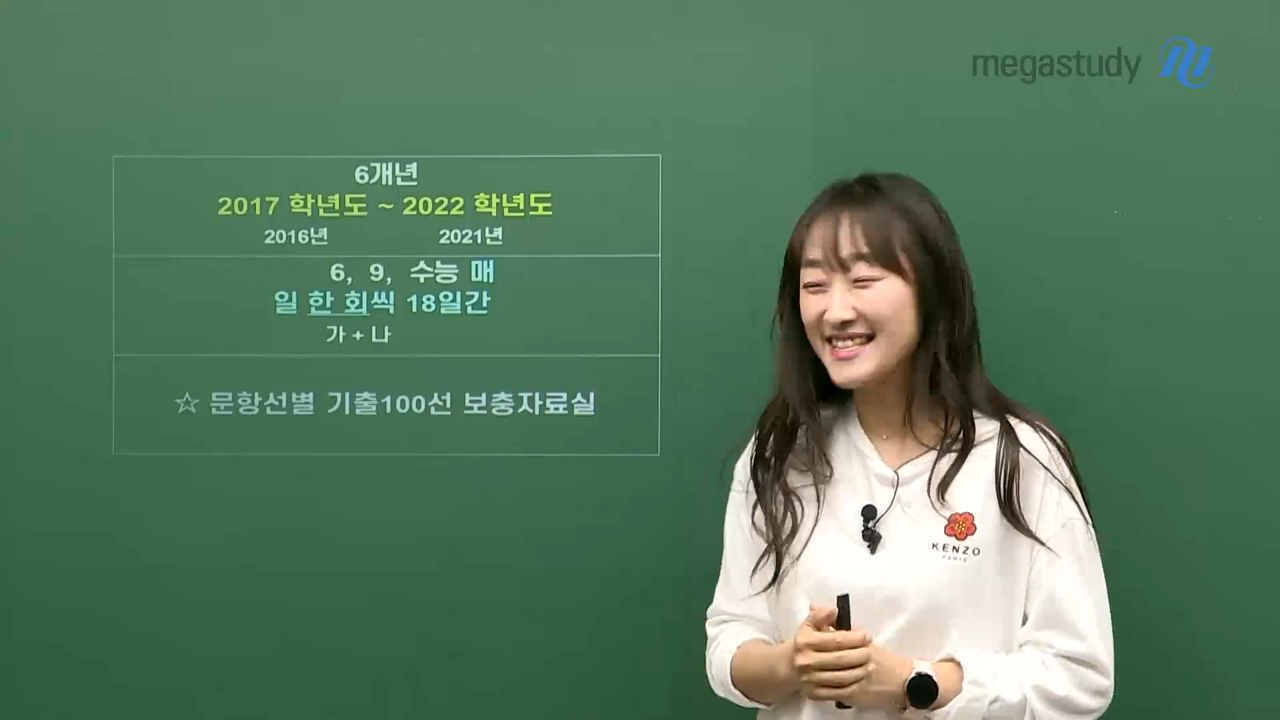 megastudy
6개년
2017 학년도 ~ 2022 학년도
2016년 2021년
6, 9, 수능 매
일 한 회씩 18일간
가 + 나
☆ 문항선별 기출100선 보충자료실
KENZO
PARIS